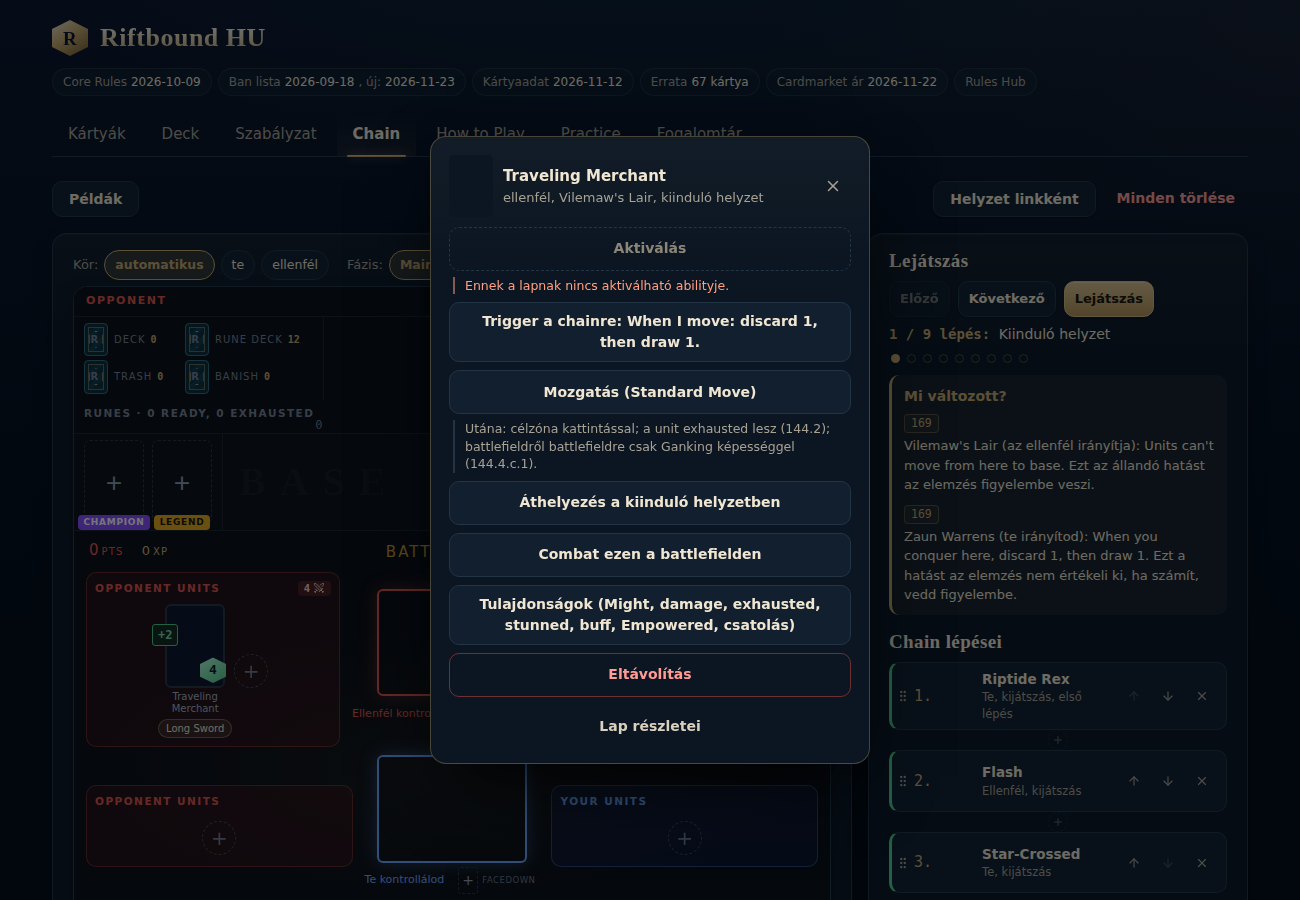 R
Riftbound HU
Core Rules 2026-10-09
Ban lista 2026-09-18 , új: 2026-11-23
Kártyaadat 2026-11-12
Errata 67 kártya
Cardmarket ár 2026-11-22
Rules Hub
Kártyák
Deck
Szabályzat
Chain
How to Play
Practice
Fogalomtár
Példák
Helyzet linkként
Minden törlése
Kör:
automatikus
te
ellenfél
Fázis:
OPPONENT
DECK 0
RUNE DECK 12
TRASH 0
BANISH 0
RUNES · 0 READY, 0 EXHAUSTED
0
CHAMPION
LEGEND
BASE
0 PTS
0 XP
OPPONENT UNITS
4
+2
4
Traveling
Merchant
Long Sword
OPPONENT UNITS
YOUR UNITS
Te kontrollálod
FACEDOWN
Traveling Merchant
ellenfél, Vilemaw's Lair, kiinduló helyzet
Aktiválás
Ennek a lapnak nincs aktiválható abilityje.
Trigger a chainre: When I move: discard 1,
then draw 1.
Mozgatás (Standard Move)
Utána: célzóna kattintással; a unit exhausted lesz (144.2);
battlefieldről battlefieldre csak Ganking képességgel
(144.4.c.1).
Áthelyezés a kiinduló helyzetben
Combat ezen a battlefielden
Tulajdonságok (Might, damage, exhausted,
stunned, buff, Empowered, csatolás)
Eltávolítás
Lap részletei
Lejátszás
Előző
Következő
Lejátszás
1 / 9 lépés: Kiinduló helyzet
Mi változott?
169
Vilemaw's Lair (az ellenfél irányítja): Units can't
move from here to base. Ezt az állandó hatást
az elemzés figyelembe veszi.
169
Zaun Warrens (te irányítod): When you
conquer here, discard 1, then draw 1. Ezt a
hatást az elemzés nem értékeli ki, ha számít,
vedd figyelembe.
Chain lépései
1.
Riptide Rex
Te, kijátszás, első
lépés
2.
Flash
Ellenfél, kijátszás
3.
Star-Crossed
Te, kijátszás